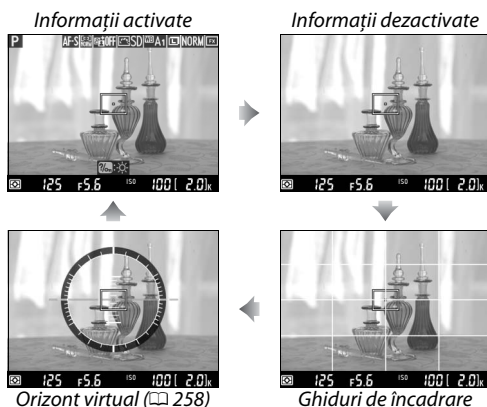 Informații activate
Informații dezactivate
P AF-S OFF SD A1 NORM FX
125 F5.6 ISO 100 [ 2.0]k
125 F5.6 ISO 100 [ 2.0]k
125 F5.6 ISO 100 [ 2.0]k
125 F5.6 ISO 100 [ 2.0]k
Orizont virtual (258)
Ghiduri de încadrare